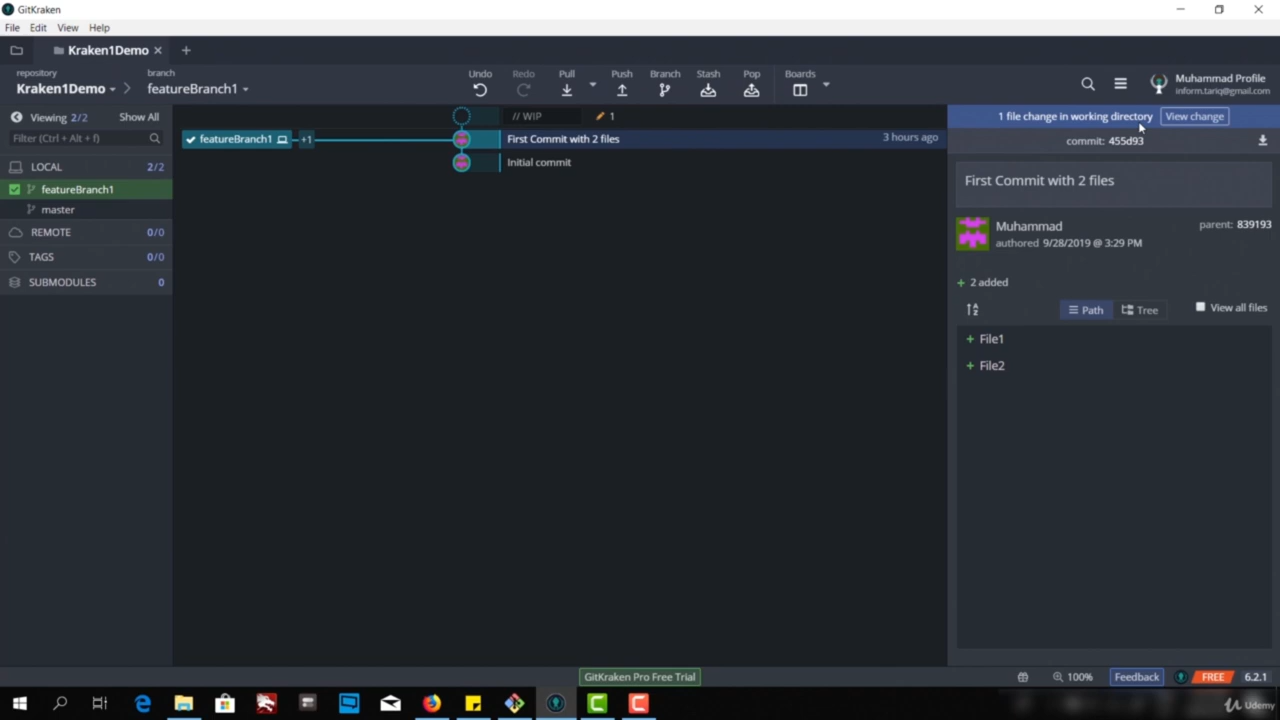 GitKraken
File Edit View Help
Kraken1Demo
repository
Kraken1Demo
branch
featureBranch1
Undo
Redo
Pull
Push
Branch
Stash
Pop
Boards
Muhammad Profile
inform.tariq@gmail.com
Viewing 2/2
Show All
Filter (Ctrl + Alt + f)
LOCAL 2/2
featureBranch1
master
REMOTE 0/0
TAGS 0/0
SUBMODULES 0
// WIP 1
featureBranch1 +1 First Commit with 2 files 3 hours ago
Initial commit
1 file change in working directory View change
commit: 455d93
First Commit with 2 files
Muhammad
authored 9/28/2019 @ 3:29 PM
parent: 839193
+ 2 added
Path
Tree
View all files
+ File1
+ File2
GitKraken Pro Free Trial
100%
Feedback
FREE
6.2.1
Udemy